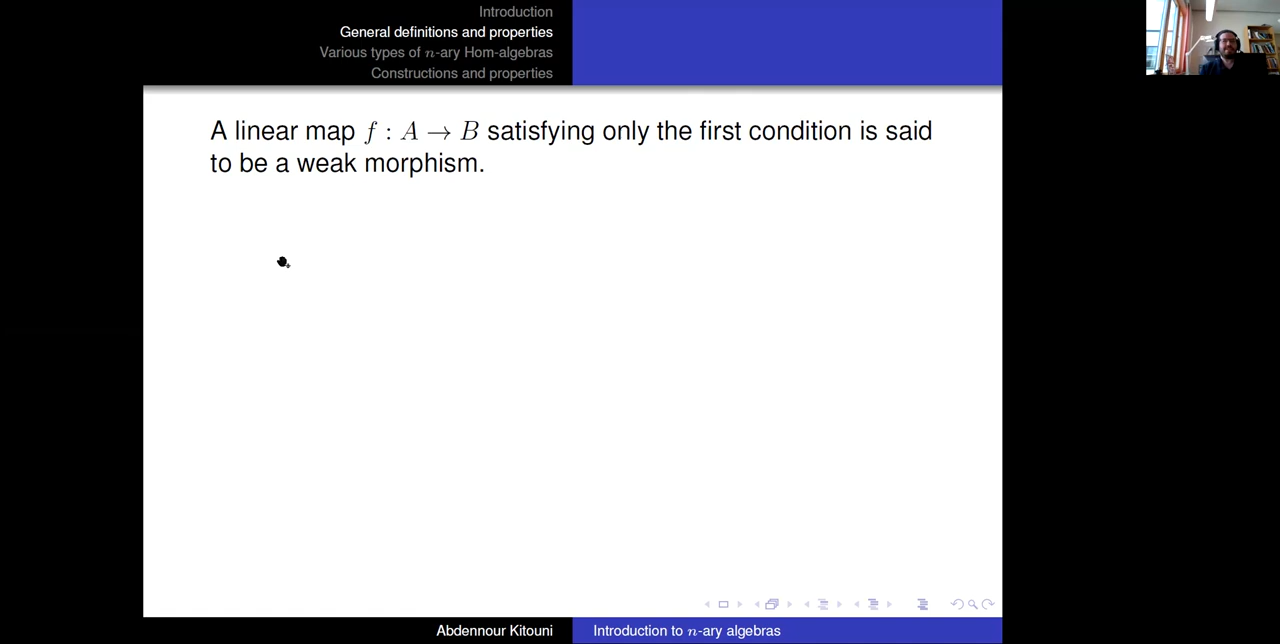 Introduction
General definitions and properties
Various types of n-ary Hom-algebras
Constructions and properties
A linear map f : A → B satisfying only the first condition is said
to be a weak morphism.
Abdennour Kitouni
Introduction to n-ary algebras